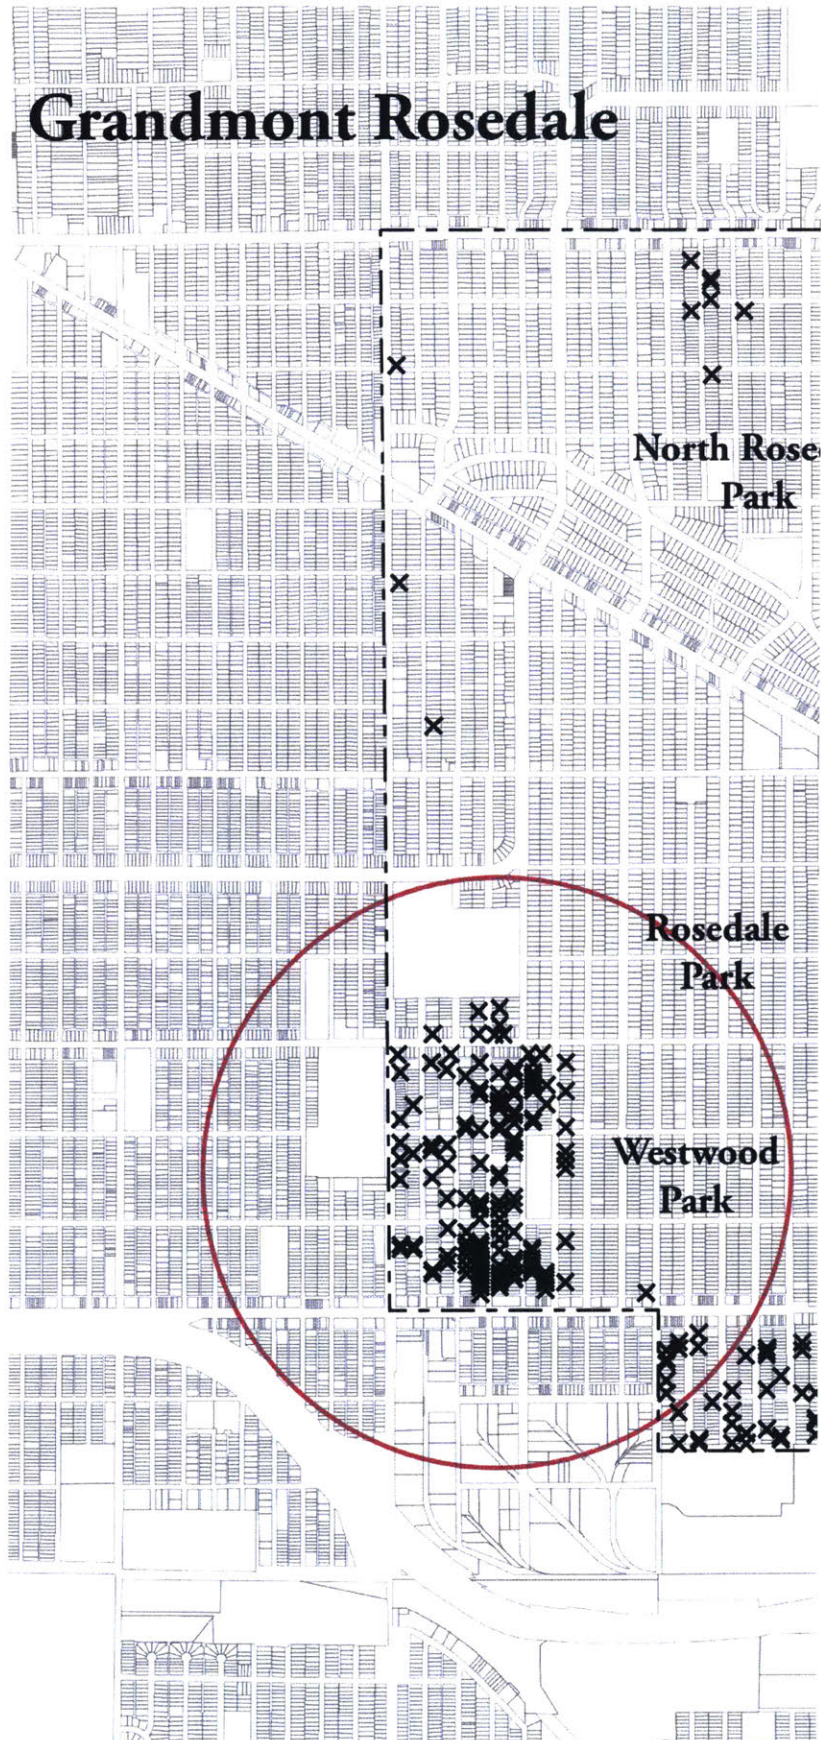 Grandmont Rosedale
North Rose
Park
Rosedale
Park
Westwood
Park